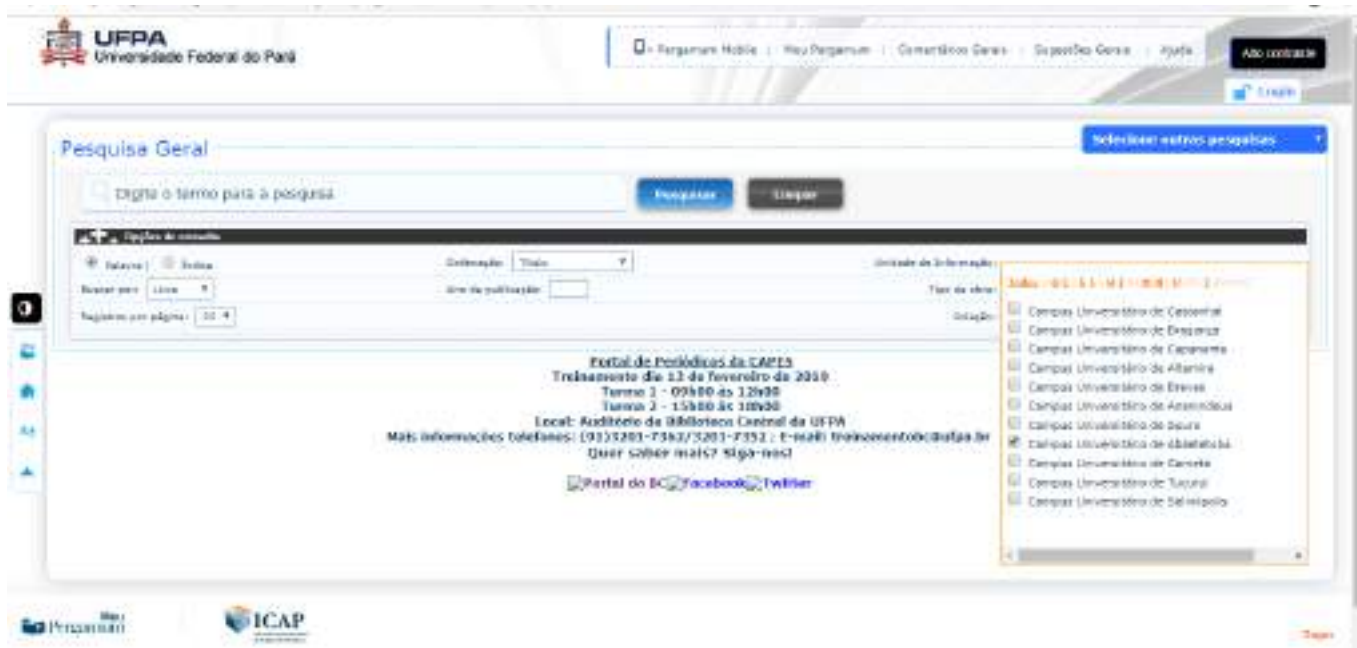 UFPA
Universidade Federal do Pará
- Pergamum Mobile | Meu Pergamum | Comentários Gerais | Sugestões Gerais | Ajuda
Alto contraste
Login
Selecione outras pesquisas
Pesquisa Geral
Digite o termo para a pesquisa
Pesquisar
Limpar
Opções de consulta
Palavra | Índice
Ordenação: Título
Unidade de Informação:
Buscar por: Livre
Ano de publicação:
Tipo de obra:
Registros por página: 20
Campus Universitário de Castanhal
Campus Universitário de Bragança
Campus Universitário de Capanema
Campus Universitário de Altamira
Campus Universitário de Breves
Campus Universitário de Ananindeua
Campus Universitário de Soure
Campus Universitário de Abaetetuba
Campus Universitário de Cametá
Campus Universitário de Tucuruí
Campus Universitário de Salinópolis
Portal de Periódicos da CAPES
Treinamento dia 13 de fevereiro de 2019
Turma 1 - 09h00 às 12h00
Turma 2 - 15h00 às 18h00
Local: Auditório da Biblioteca Central da UFPA
Mais informações telefones: (91)3201-7362/3201-7351 ; E-mail: treinamentobc@ufpa.br
Quer saber mais? Siga-nos!
Portal da BC Facebook Twitter
Meu
Pergamum
ICAP
Topo